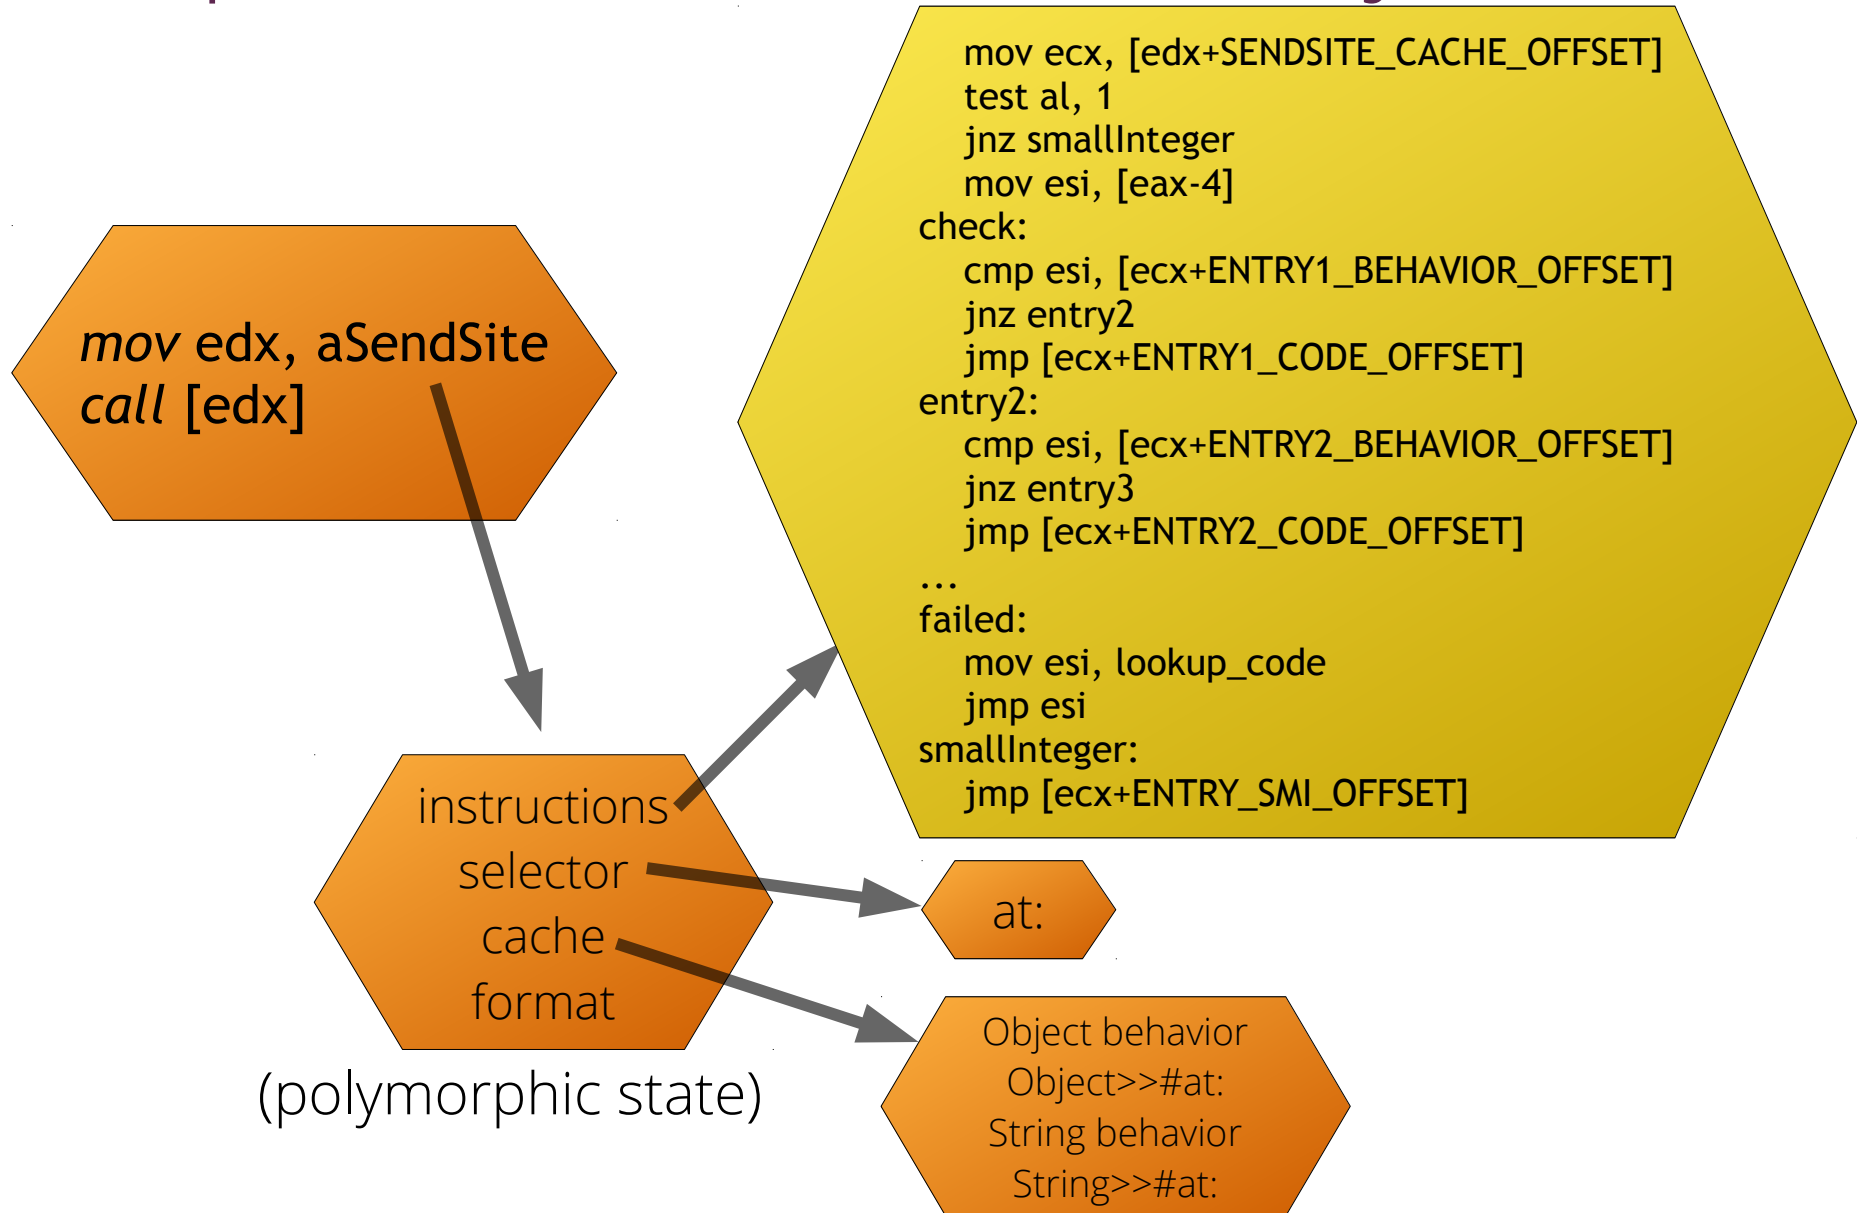 mov ecx, [edx+SENDSITE_CACHE_OFFSET]
test al, 1
jnz smallInteger
mov esi, [eax-4]
check:
cmp esi, [ecx+ENTRY1_BEHAVIOR_OFFSET]
jnz entry2
jmp [ecx+ENTRY1_CODE_OFFSET]
entry2:
cmp esi, [ecx+ENTRY2_BEHAVIOR_OFFSET]
jnz entry3
jmp [ecx+ENTRY2_CODE_OFFSET]
...
failed:
mov esi, lookup_code
jmp esi
smallInteger:
jmp [ecx+ENTRY_SMI_OFFSET]
mov edx, aSendSite
call [edx]
instructions
selector
cache
format
(polymorphic state)
at:
Object behavior
Object>>#at:
String behavior
String>>#at: